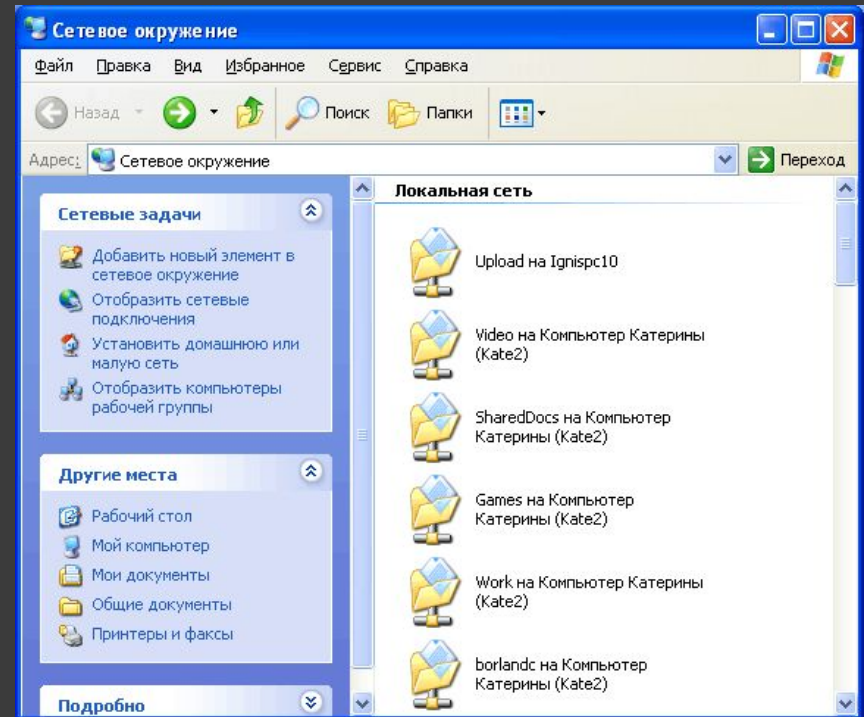 Сетевое окружение
Файл Правка Вид Избранное Сервис Справка
Назад Поиск Папки
Адрес: Сетевое окружение Переход
Сетевые задачи
Добавить новый элемент в
сетевое окружение
Отобразить сетевые
подключения
Установить домашнюю или
малую сеть
Отобразить компьютеры
рабочей группы
Другие места
Рабочий стол
Мой компьютер
Мои документы
Общие документы
Принтеры и факсы
Подробно
Локальная сеть
Upload на Ignispc10
Video на Компьютер Катерины
(Kate2)
SharedDocs на Компьютер
Катерины (Kate2)
Games на Компьютер
Катерины (Kate2)
Work на Компьютер Катерины
(Kate2)
borlandc на Компьютер
Катерины (Kate2)